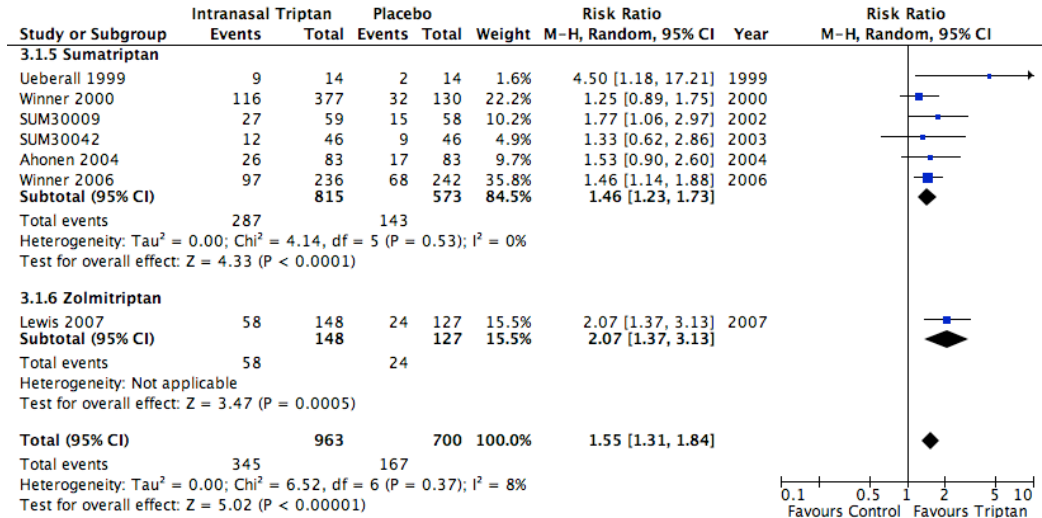 Intranasal Triptan Placebo Risk Ratio Risk Ratio
Study or Subgroup Events Total Events Total Weight M-H, Random, 95% CI Year M-H, Random, 95% CI
3.1.5 Sumatriptan
Ueberall 1999 9 14 2 14 1.6% 4.50 [1.18, 17.21] 1999
Winner 2000 116 377 32 130 22.2% 1.25 [0.89, 1.75] 2000
SUM30009 27 59 15 58 10.2% 1.77 [1.06, 2.97] 2002
SUM30042 12 46 9 46 4.9% 1.33 [0.62, 2.86] 2003
Ahonen 2004 26 83 17 83 9.7% 1.53 [0.90, 2.60] 2004
Winner 2006 97 236 68 242 35.8% 1.46 [1.14, 1.88] 2006
Subtotal (95% CI) 815 573 84.5% 1.46 [1.23, 1.73]
Total events 287 143
Heterogeneity: Tau² = 0.00; Chi² = 4.14, df = 5 (P = 0.53); I² = 0%
Test for overall effect: Z = 4.33 (P < 0.0001)
3.1.6 Zolmitriptan
Lewis 2007 58 148 24 127 15.5% 2.07 [1.37, 3.13] 2007
Subtotal (95% CI) 148 127 15.5% 2.07 [1.37, 3.13]
Total events 58 24
Heterogeneity: Not applicable
Test for overall effect: Z = 3.47 (P = 0.0005)
Total (95% CI) 963 700 100.0% 1.55 [1.31, 1.84]
Total events 345 167
Heterogeneity: Tau² = 0.00; Chi² = 6.52, df = 6 (P = 0.37); I² = 8%
Test for overall effect: Z = 5.02 (P < 0.00001)
0.1 0.5 1 2 5 10
Favours Control Favours Triptan